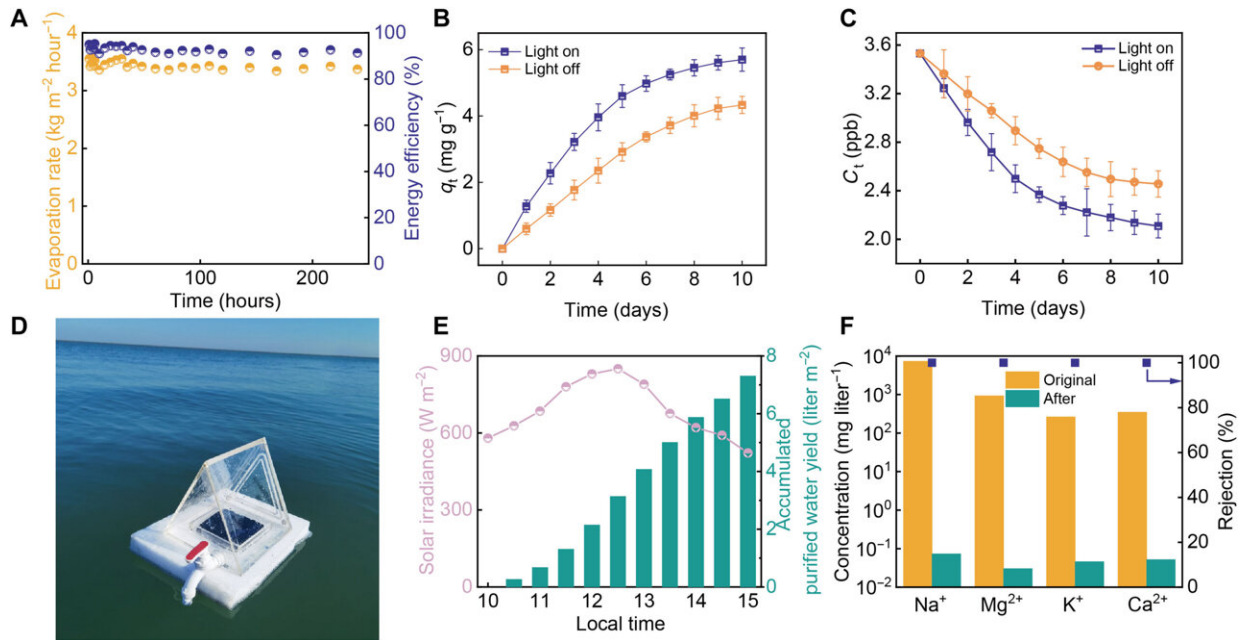 A
4
3
2
1
0
Evaporation rate (kg m−2 hour−1)
100
80
60
40
20
0
Energy efficiency (%)
0
100
200
Time (hours)
B
6
4
2
0
qt (mg g−1)
Light on
Light off
0
2
4
6
8
10
Time (days)
C
3.6
3.2
2.8
2.4
2.0
Ct (ppb)
Light on
Light off
0
2
4
6
8
10
Time (days)
D
E
900
600
300
0
Solar irradiance (W m−2)
8
6
4
2
0
Accumulated
purified water yield (liter m−2)
10
11
12
13
14
15
Local time
F
10⁴
10³
10²
10¹
10⁰
10⁻¹
10⁻²
Concentration (mg liter−1)
Original
After
100
80
60
40
20
0
Rejection (%)
Na⁺
Mg²⁺
K⁺
Ca²⁺